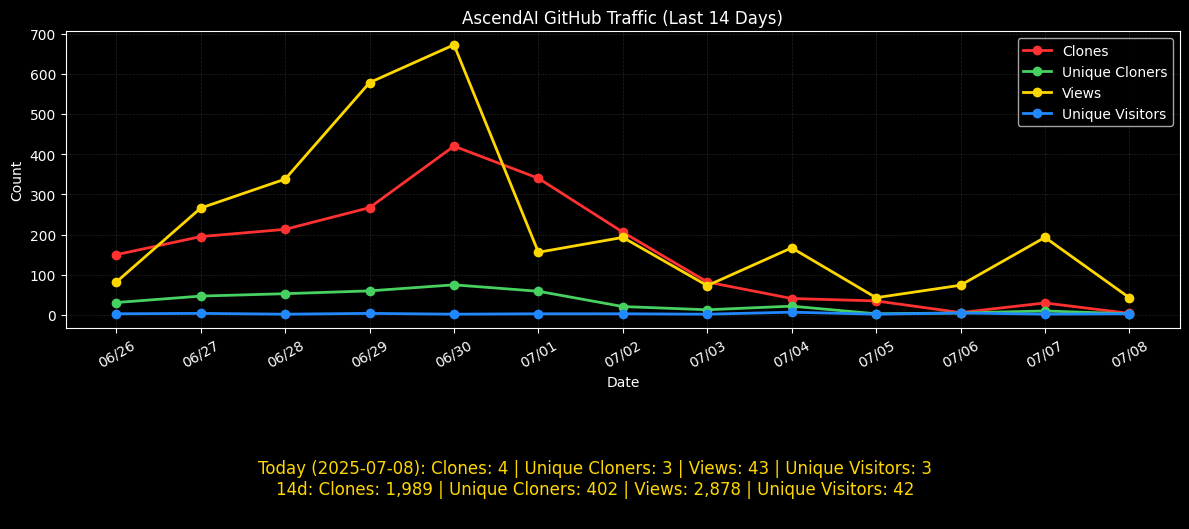 AscendAI GitHub Traffic (Last 14 Days)
700
600
500
400
300
200
100
0
Count
Clones
Unique Cloners
Views
Unique Visitors
06/26
06/27
06/28
06/29
06/30
07/01
07/02
07/03
07/04
07/05
07/06
07/07
07/08
Date
Today (2025-07-08): Clones: 4 | Unique Cloners: 3 | Views: 43 | Unique Visitors: 3
14d: Clones: 1,989 | Unique Cloners: 402 | Views: 2,878 | Unique Visitors: 42